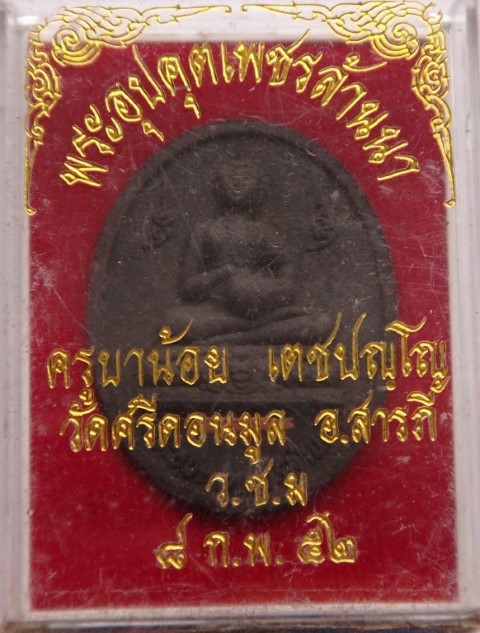 พระอุปคุตเพชรล้านนา
ครูบาน้อย เตชปญฺโญ
วัดศรีดอนมูล อ.สารภี
จ.ช.ม
๘ ก.พ. ๕๒